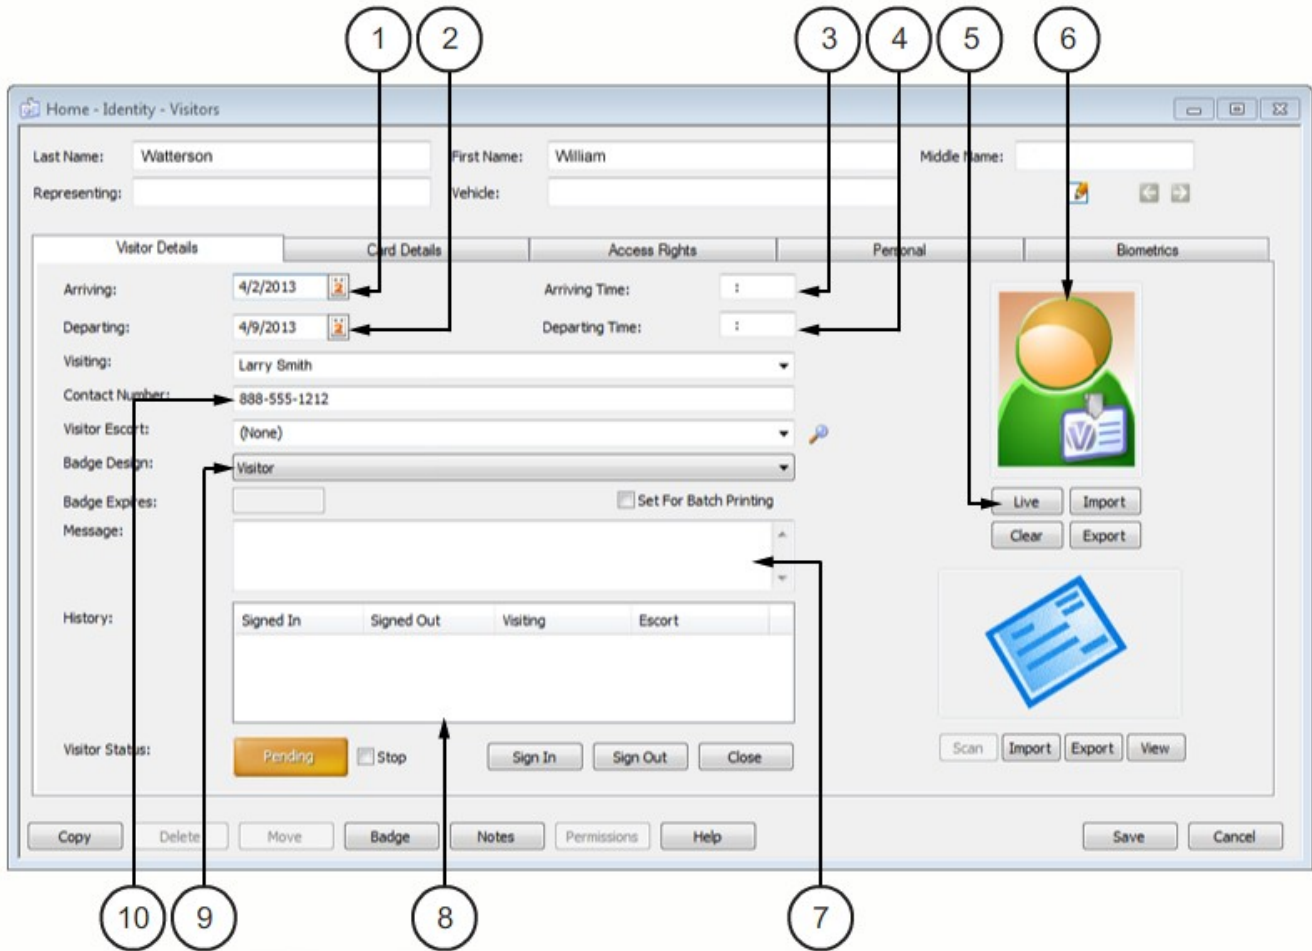 1 2 3 4 5 6
Home - Identity - Visitors
Last Name: Watterson First Name: William Middle Name:
Representing: Vehicle:
Visitor Details Card Details Access Rights Personal Biometrics
Arriving: 4/2/2013 2 Arriving Time: :
Departing: 4/9/2013 2 Departing Time: :
Visiting: Larry Smith
Contact Number: 888-555-1212
Visitor Escort: (None)
Badge Design: Visitor
Badge Expires: Set For Batch Printing
Live Import
Message:
Clear Export
History: Signed In Signed Out Visiting Escort
Visitor Status: Pending Stop Sign In Sign Out Close
Scan Import Export View
Copy Delete Move Badge Notes Permissions Help Save Cancel
10 9 8 7